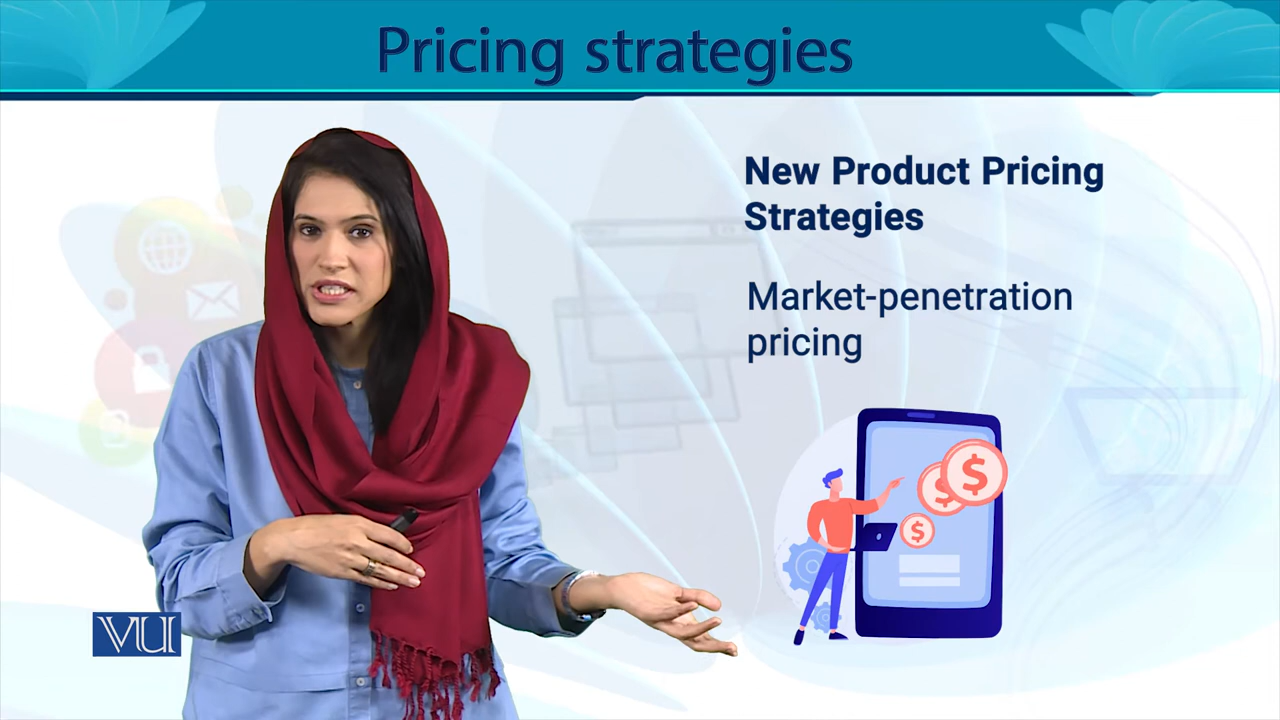 Pricing strategies
New Product Pricing
Strategies
Market-penetration
pricing
$
$
$
VU